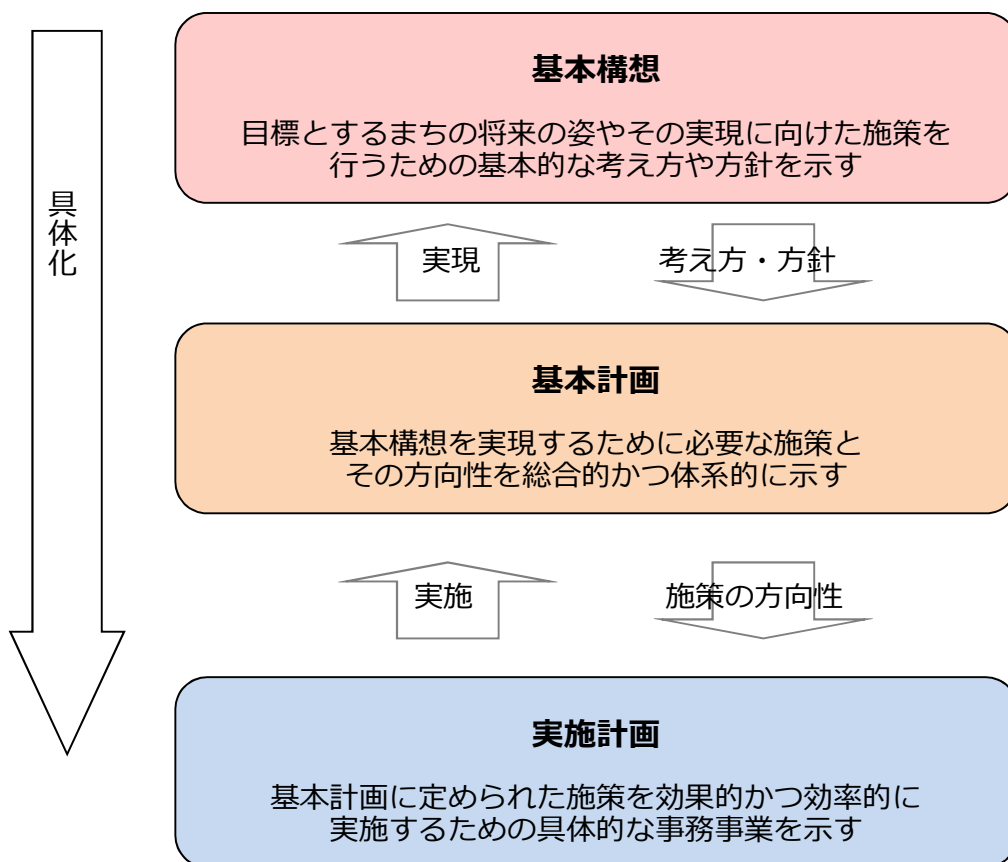 基本構想
目標とするまちの将来の姿やその実現に向けた施策を
行うための基本的な考え方や方針を示す
具体化
実現
考え方・方針
基本計画
基本構想を実現するために必要な施策と
その方向性を総合的かつ体系的に示す
実施
施策の方向性
実施計画
基本計画に定められた施策を効果的かつ効率的に
実施するための具体的な事務事業を示す